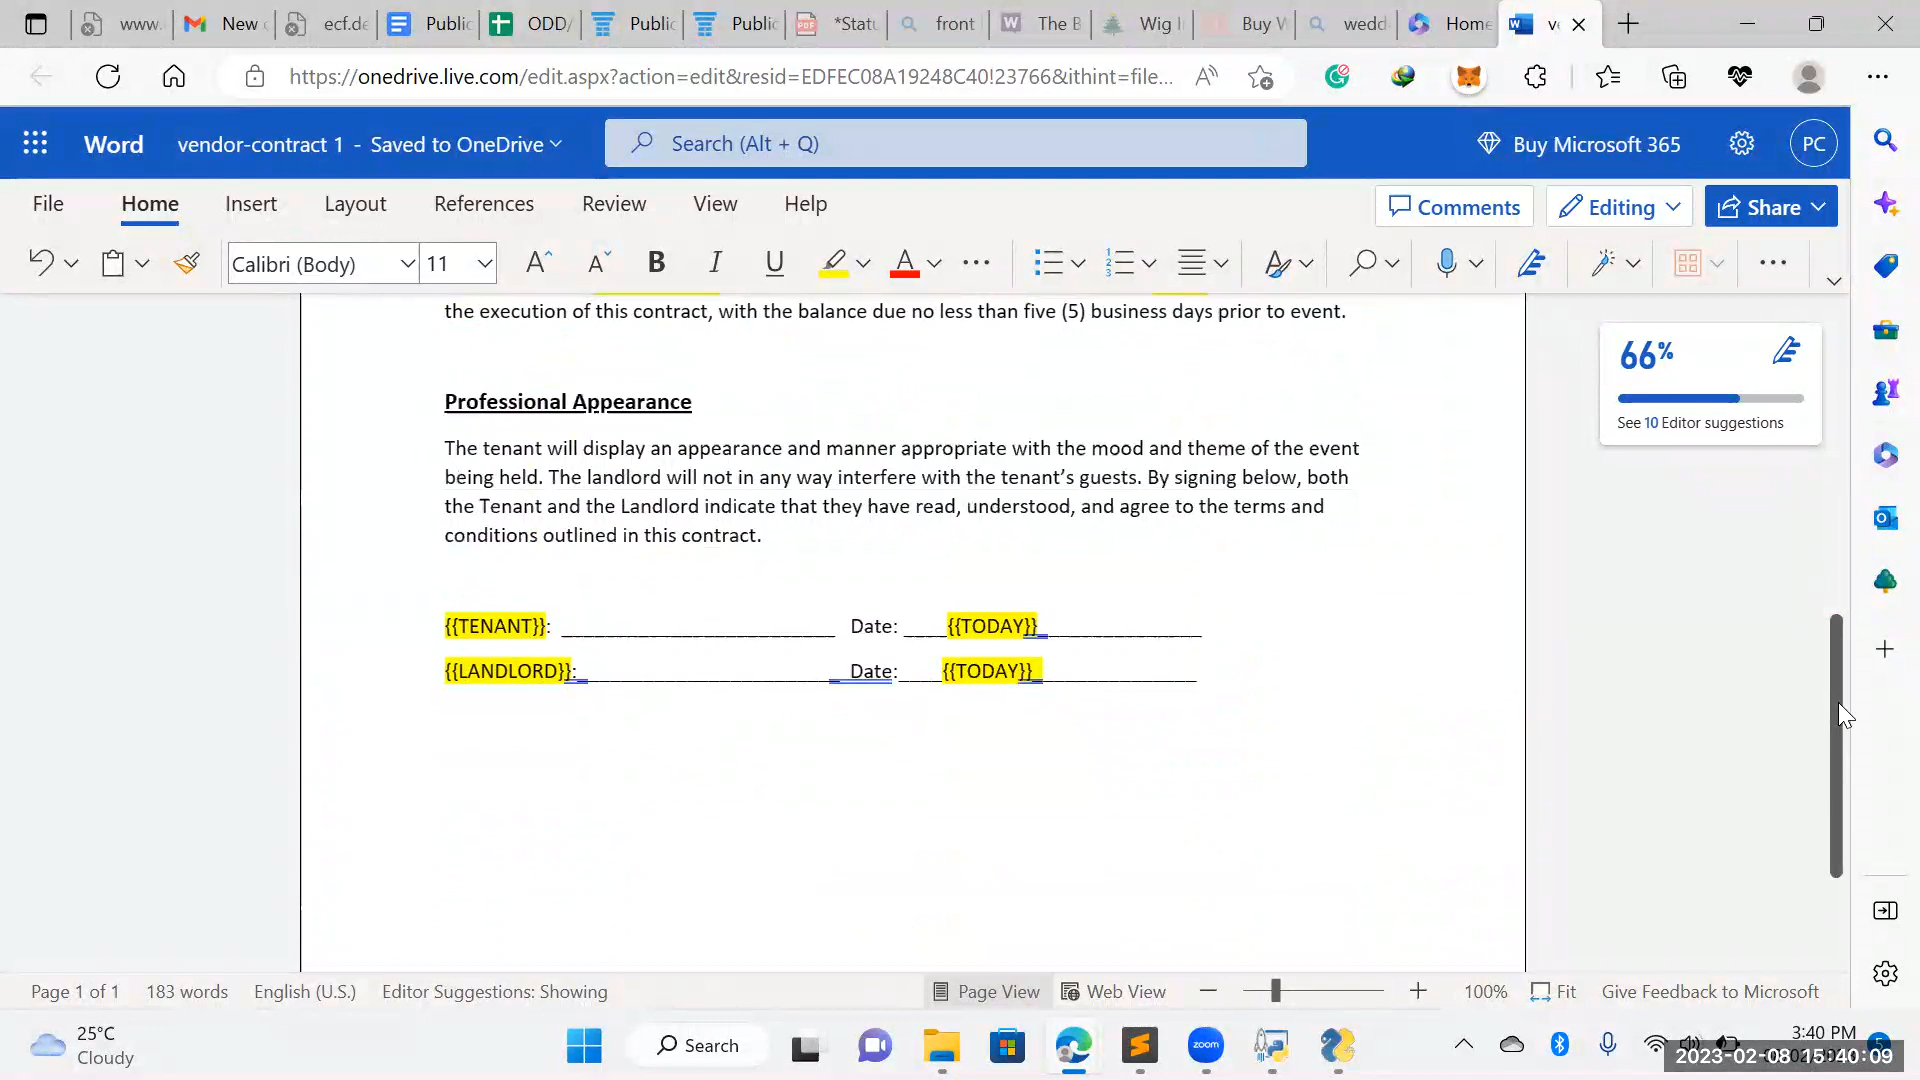 www.
New
ecf.de
Public
ODD/
Public
Public
*Statu
front
The B
Wig I
Buy W
wedd
Home
ve
https://onedrive.live.com/edit.aspx?action=edit&resid=EDFEC08A19248C40!23766&ithint=file...
Word vendor-contract 1 - Saved to OneDrive
Search (Alt + Q)
Buy Microsoft 365
PC
File Home Insert Layout References Review View Help
Comments Editing Share
Calibri (Body) 11
the execution of this contract, with the balance due no less than five (5) business days prior to event.
66%
See 10 Editor suggestions
Professional Appearance
The tenant will display an appearance and manner appropriate with the mood and theme of the event
being held. The landlord will not in any way interfere with the tenant’s guests. By signing below, both
the Tenant and the Landlord indicate that they have read, understood, and agree to the terms and
conditions outlined in this contract.
{{TENANT}}: _________________________ Date: ____{{TODAY}}_______________
{{LANDLORD}}:________________________ Date:____{{TODAY}}_______________
Page 1 of 1 183 words English (U.S.) Editor Suggestions: Showing
Page View Web View 100% Fit Give Feedback to Microsoft
25°C
Cloudy
Search
zoom
3:40 PM
2023-02-08 15:40:09